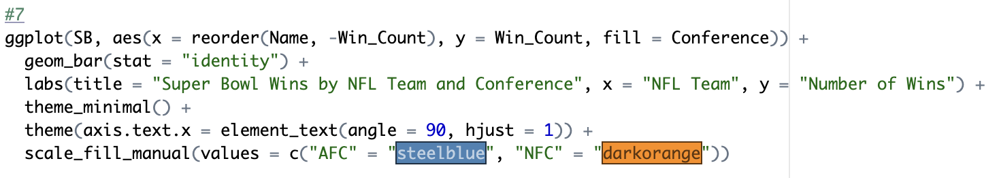 #7
ggplot(SB, aes(x = reorder(Name, -Win_Count), y = Win_Count, fill = Conference)) +
  geom_bar(stat = "identity") +
  labs(title = "Super Bowl Wins by NFL Team and Conference", x = "NFL Team", y = "Number of Wins") +
  theme_minimal() +
  theme(axis.text.x = element_text(angle = 90, hjust = 1)) +
  scale_fill_manual(values = c("AFC" = "steelblue", "NFC" = "darkorange"))